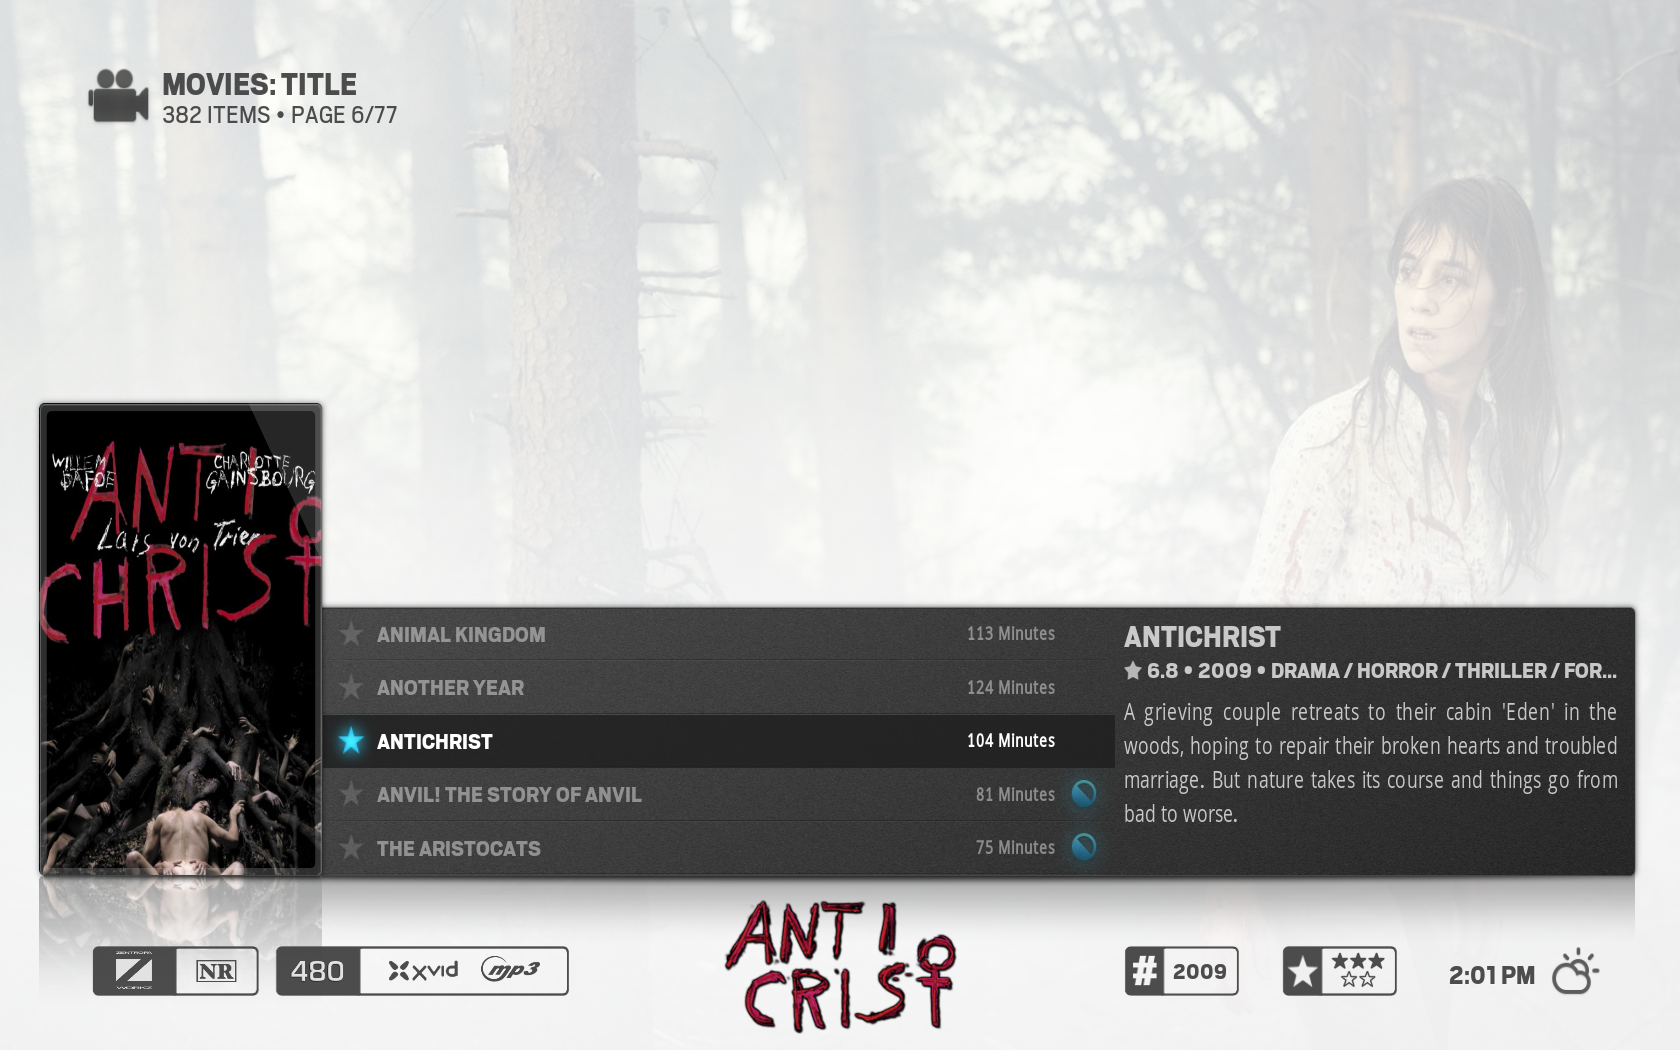 MOVIES: TITLE
382 ITEMS • PAGE 6/77
WILLEM DAFOE
CHARLOTTE GAINSBOURG
ANTI
Lars von Trier
CHRIST
ANIMAL KINGDOM 113 Minutes
ANOTHER YEAR 124 Minutes
ANTICHRIST 104 Minutes
ANVIL! THE STORY OF ANVIL 81 Minutes
THE ARISTOCATS 75 Minutes
ANTICHRIST
6.8 • 2009 • DRAMA / HORROR / THRILLER / FOR...
A grieving couple retreats to their cabin 'Eden' in the
woods, hoping to repair their broken hearts and troubled
marriage. But nature takes its course and things go from
bad to worse.
ANTI
CRIS♀
ZENTROPA
WORKZ
NR
480 xvid mp3
# 2009
2:01 PM